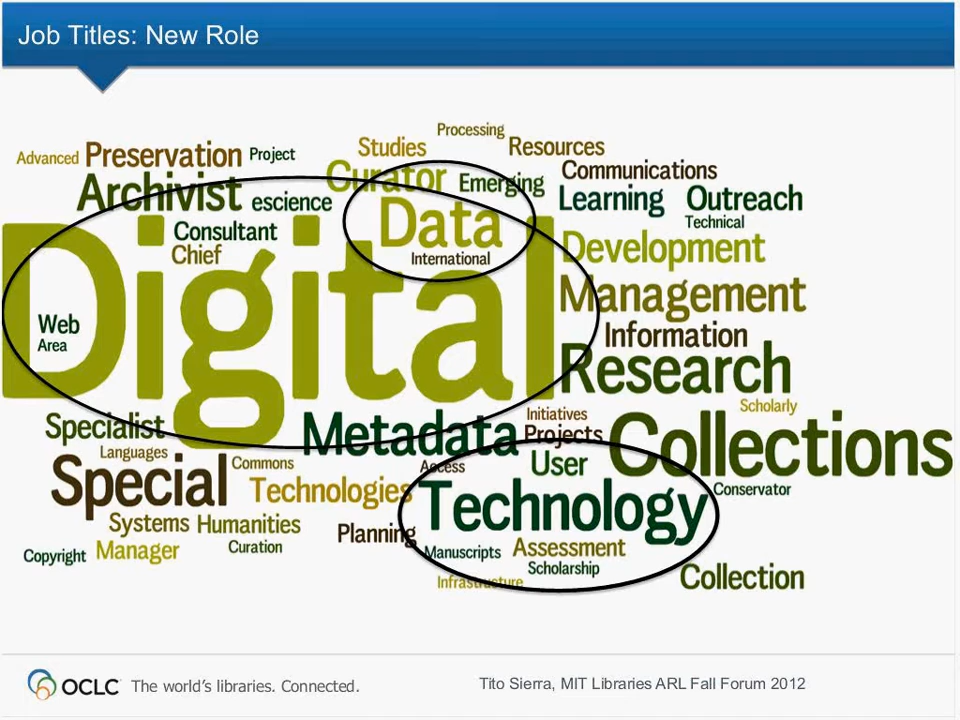 Job Titles: New Role
Processing
Advanced Preservation Project Studies Resources
Archivist escience Curator Emerging Communications
Learning Outreach
Digital
Data
Technical
Consultant
Chief
International
Development
Management
Web
Area
Information
Research
Scholarly
Specialist Metadata Initiatives
Projects
Collections
Languages
Commons Access User
Special Technologies Technology Conservator
Systems Humanities Planning
Copyright Manager Curation Manuscripts Assessment
Scholarship
Infrastructure Collection
OCLC The world's libraries. Connected. Tito Sierra, MIT Libraries ARL Fall Forum 2012